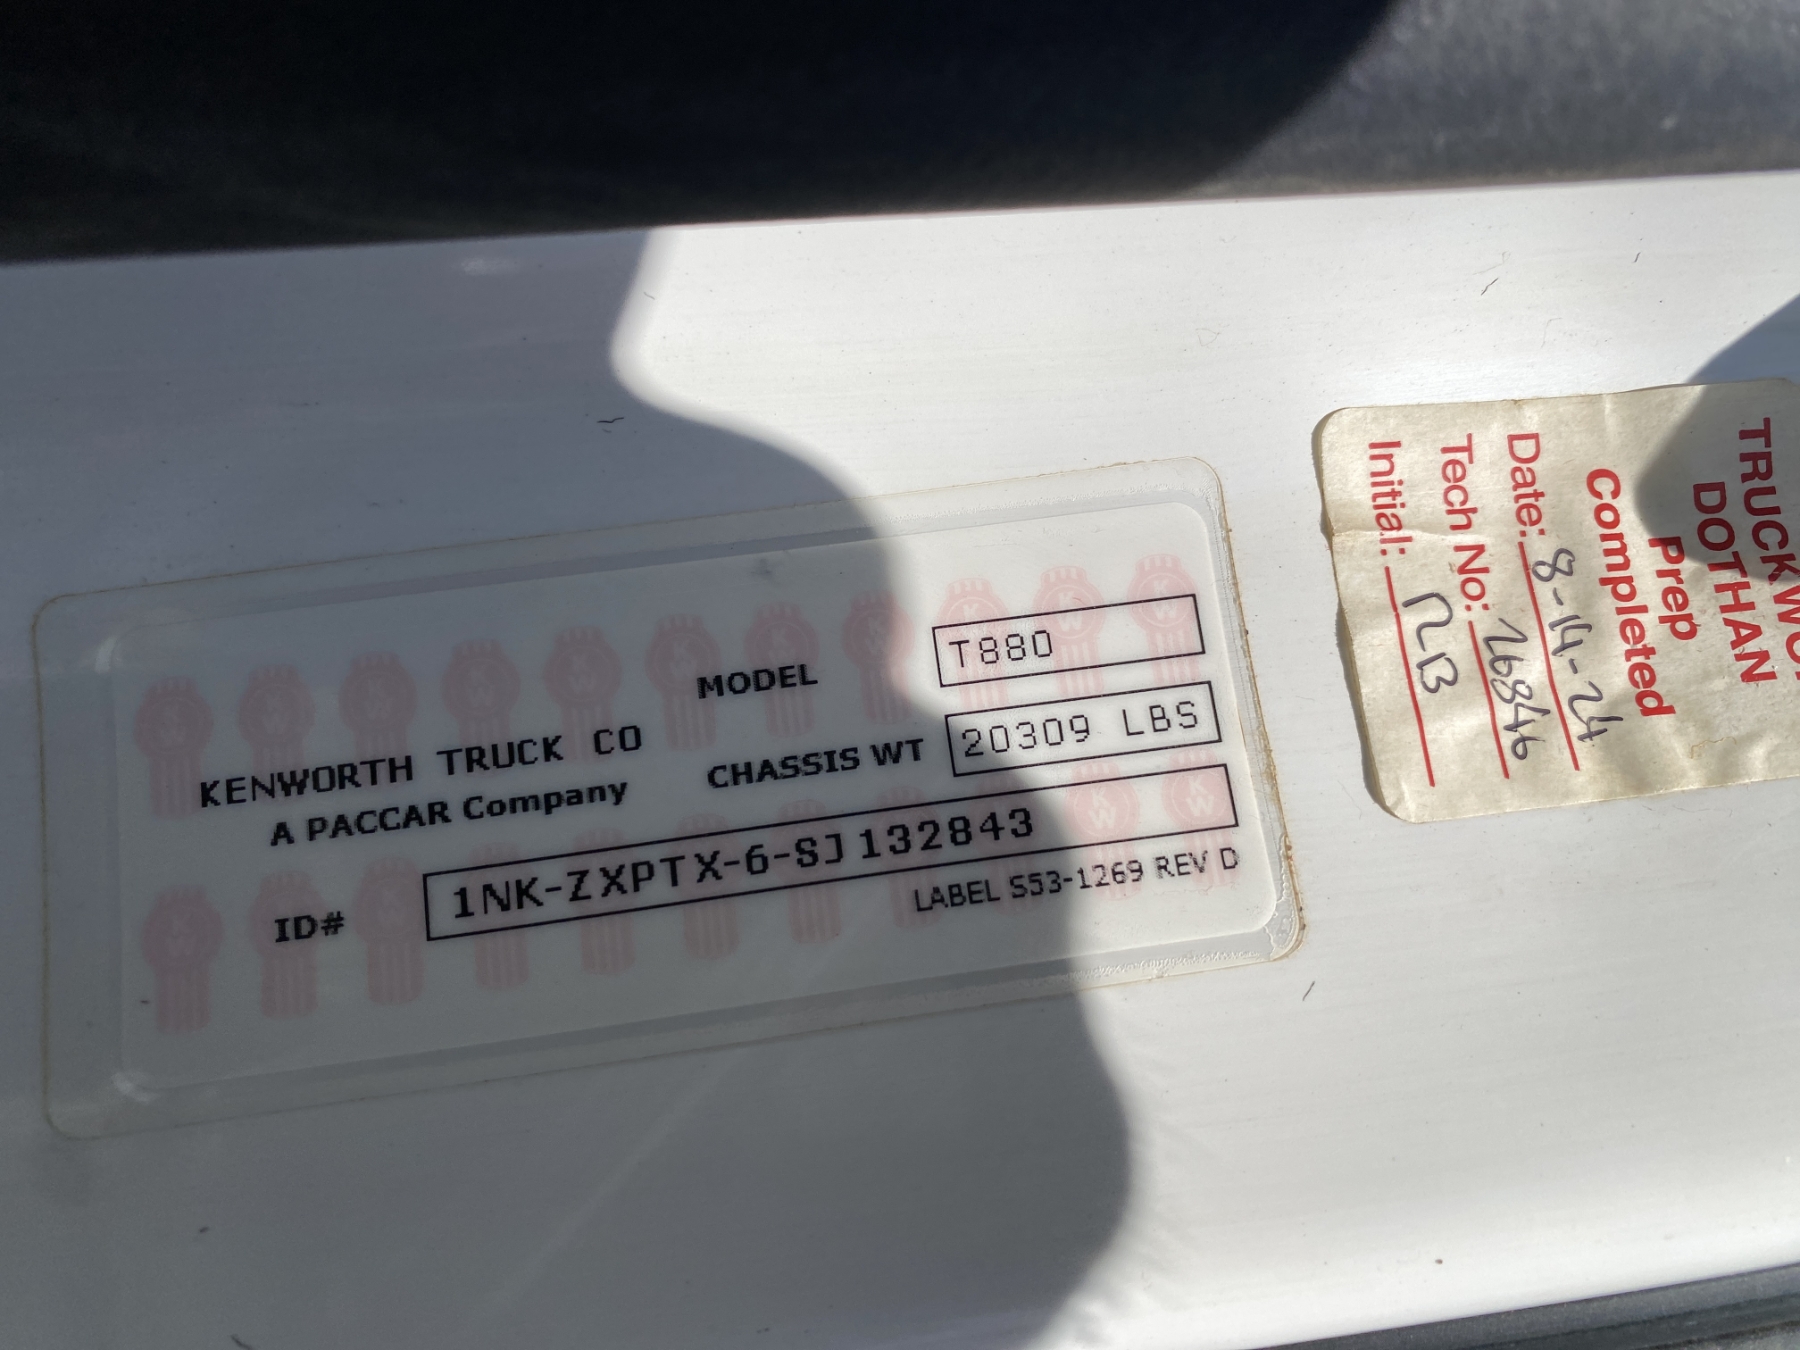 KENWORTH TRUCK CO
A PACCAR Company
MODEL T880
CHASSIS WT 20309 LBS
ID# 1NK-ZXPTX-6-SJ132843
LABEL S53-1269 REV D
DOTHAN
Prep
Completed
Date: 8-14-24
Tech No: 26846
Initial: